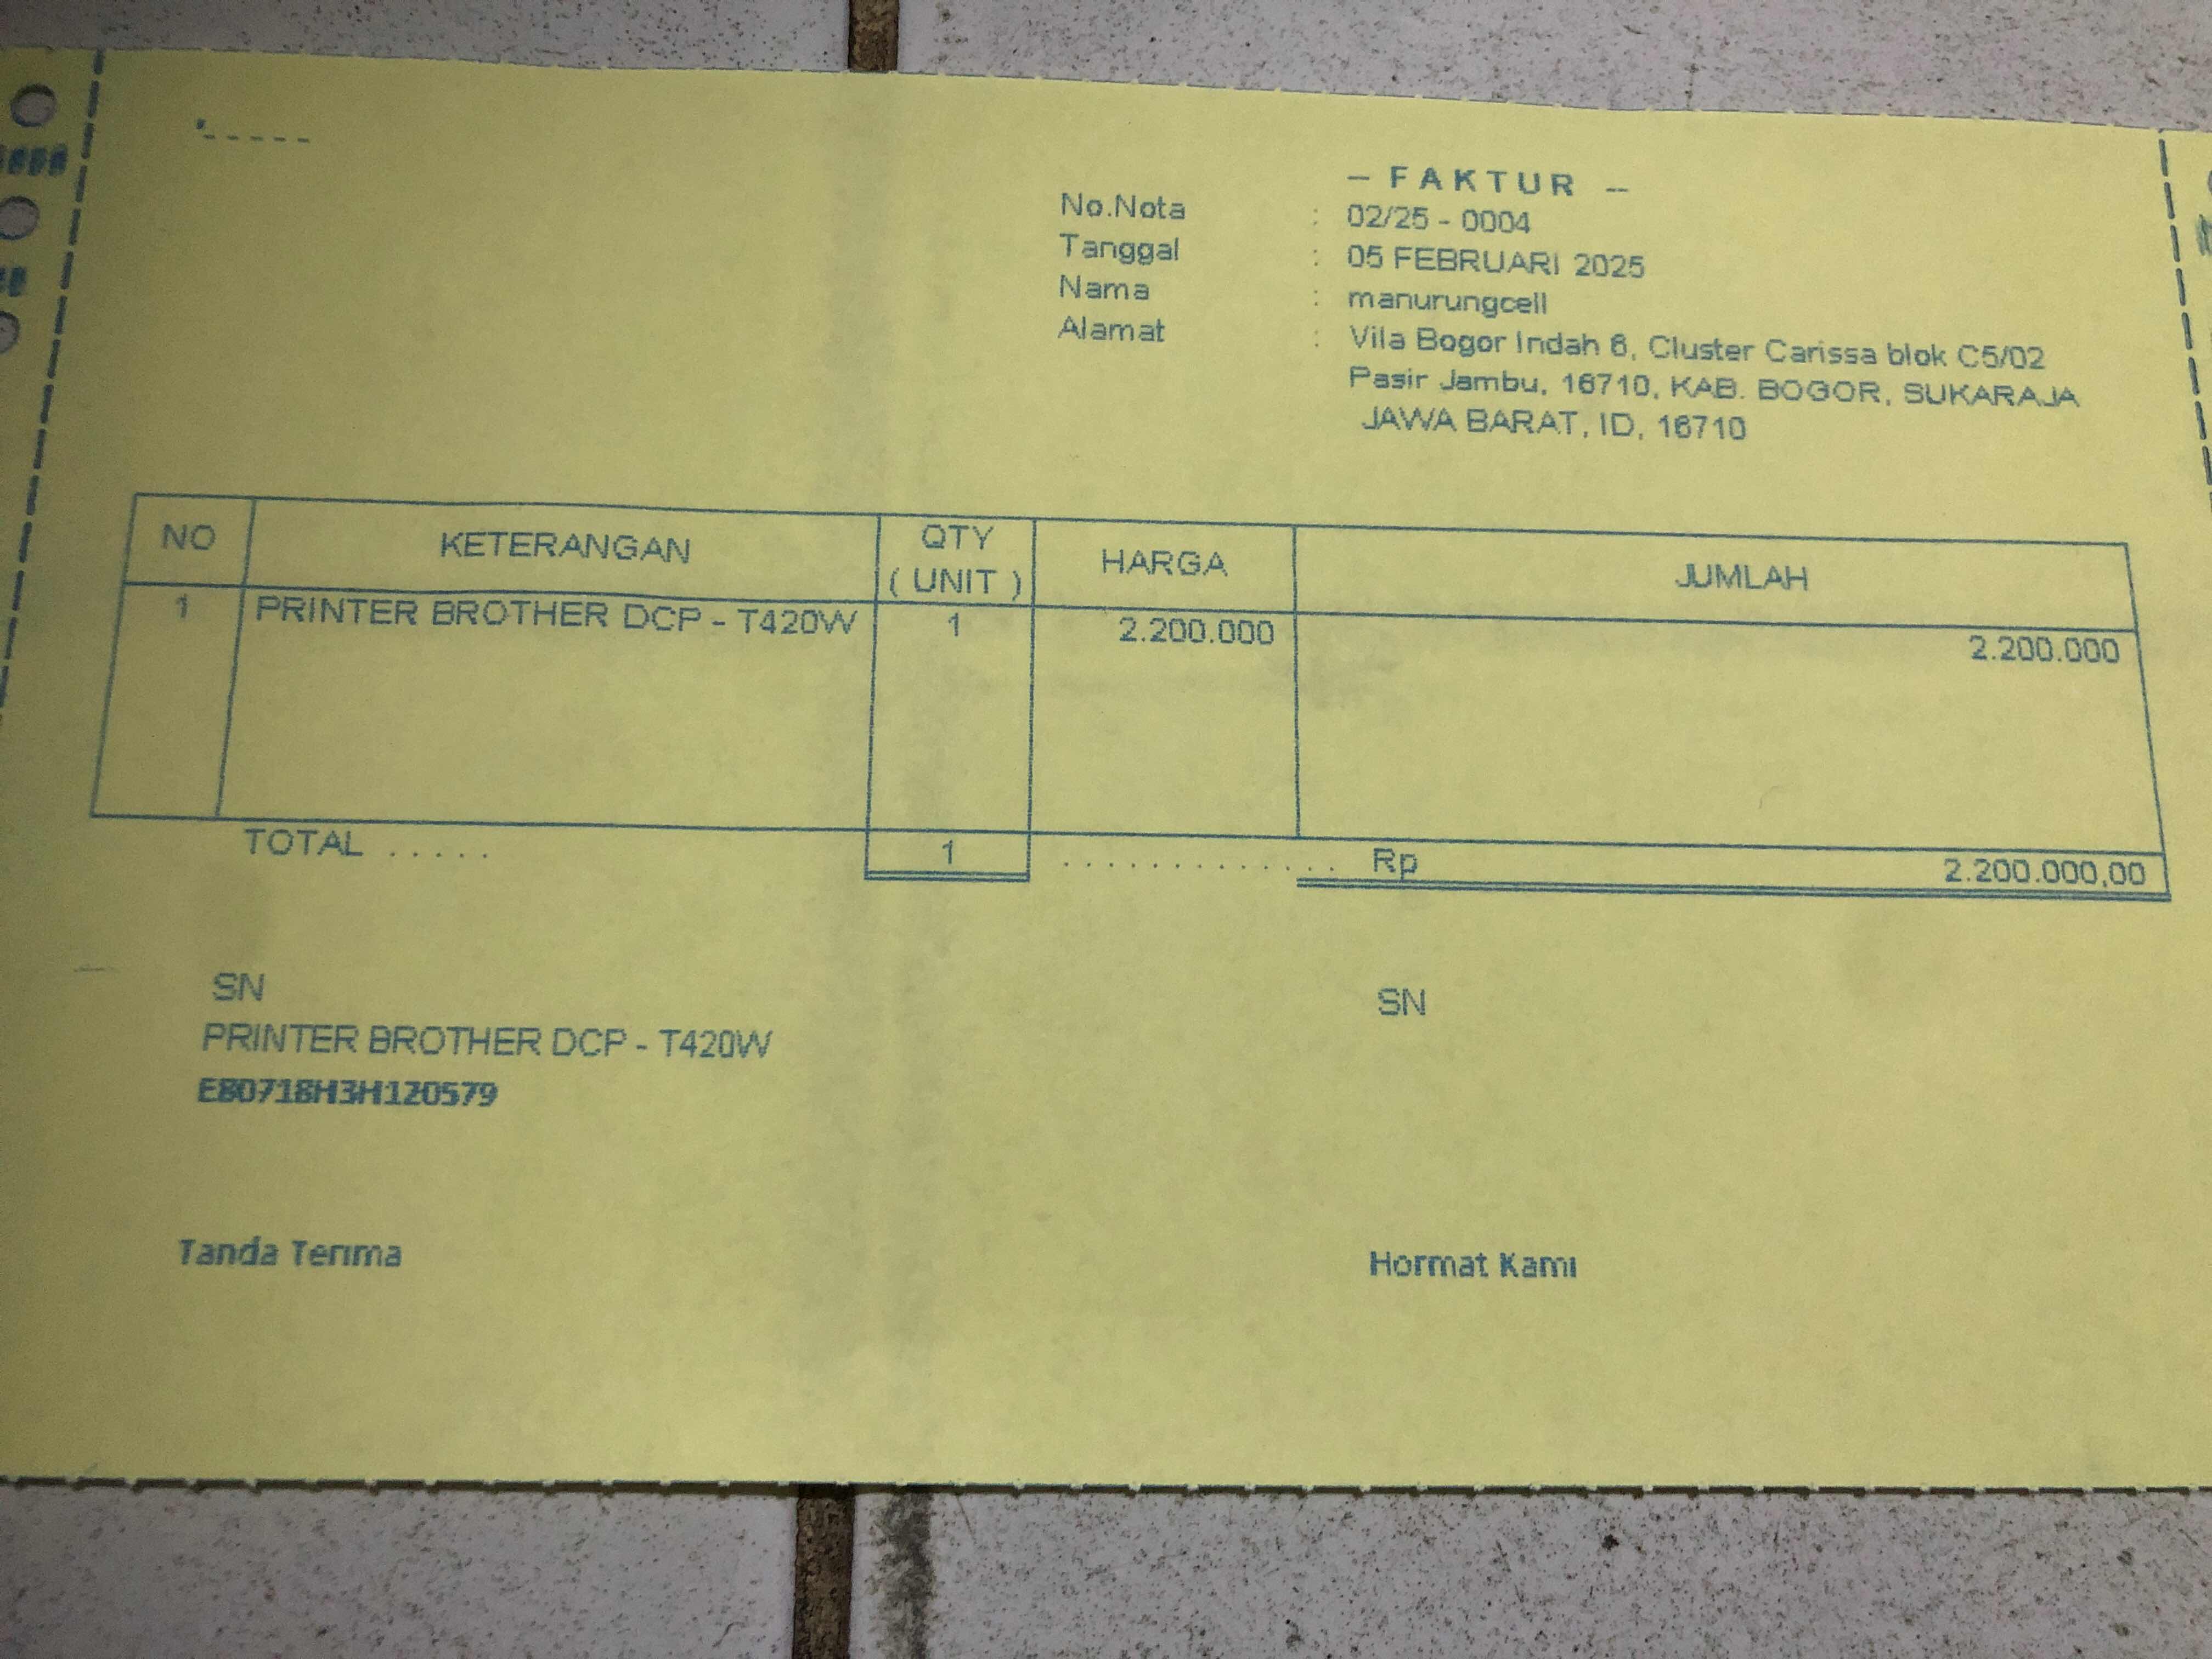 -- FAKTUR --
No.Nota : 02/25 - 0004
Tanggal : 05 FEBRUARI 2025
Nama : manurungcell
Alamat : Vila Bogor Indah 6, Cluster Carissa blok C5/02
Pasir Jambu, 16710, KAB. BOGOR, SUKARAJA
JAWA BARAT, ID, 16710
NO KETERANGAN QTY ( UNIT ) HARGA JUMLAH
1 PRINTER BROTHER DCP - T420W 1 2.200.000 2.200.000
TOTAL ..... 1 .............. Rp 2.200.000,00
SN SN
PRINTER BROTHER DCP - T420W
E80718H3H120579
Tanda Terima Hormat Kami